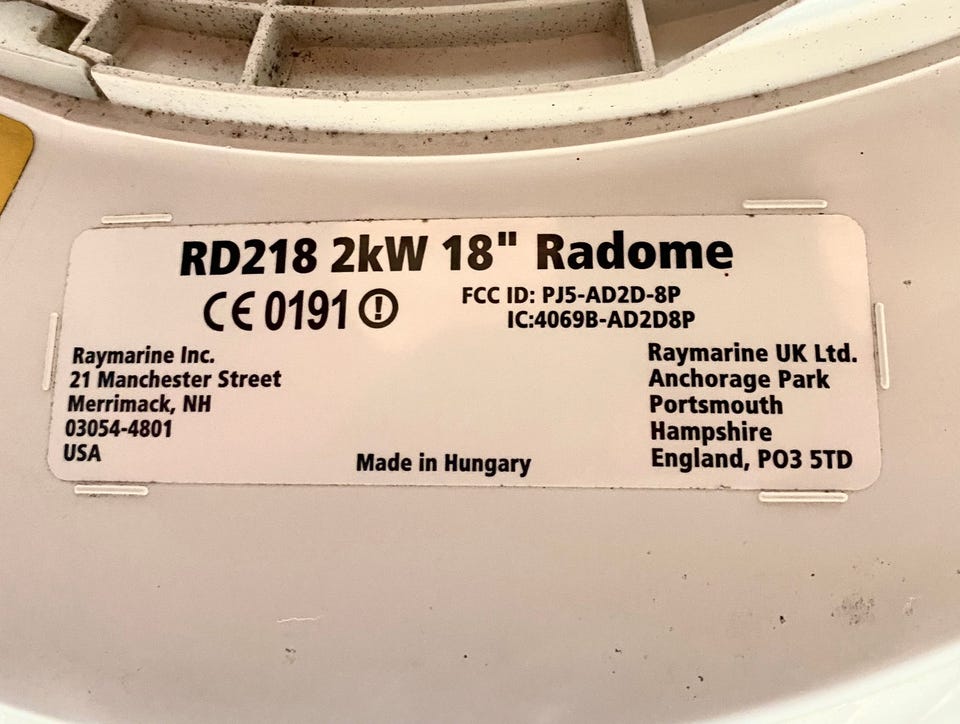 RD218 2kW 18" Radome
CE 0191
FCC ID: PJ5-AD2D-8P
IC:4069B-AD2D8P
Raymarine Inc.
21 Manchester Street
Merrimack, NH
03054-4801
USA
Made in Hungary
Raymarine UK Ltd.
Anchorage Park
Portsmouth
Hampshire
England, PO3 5TD